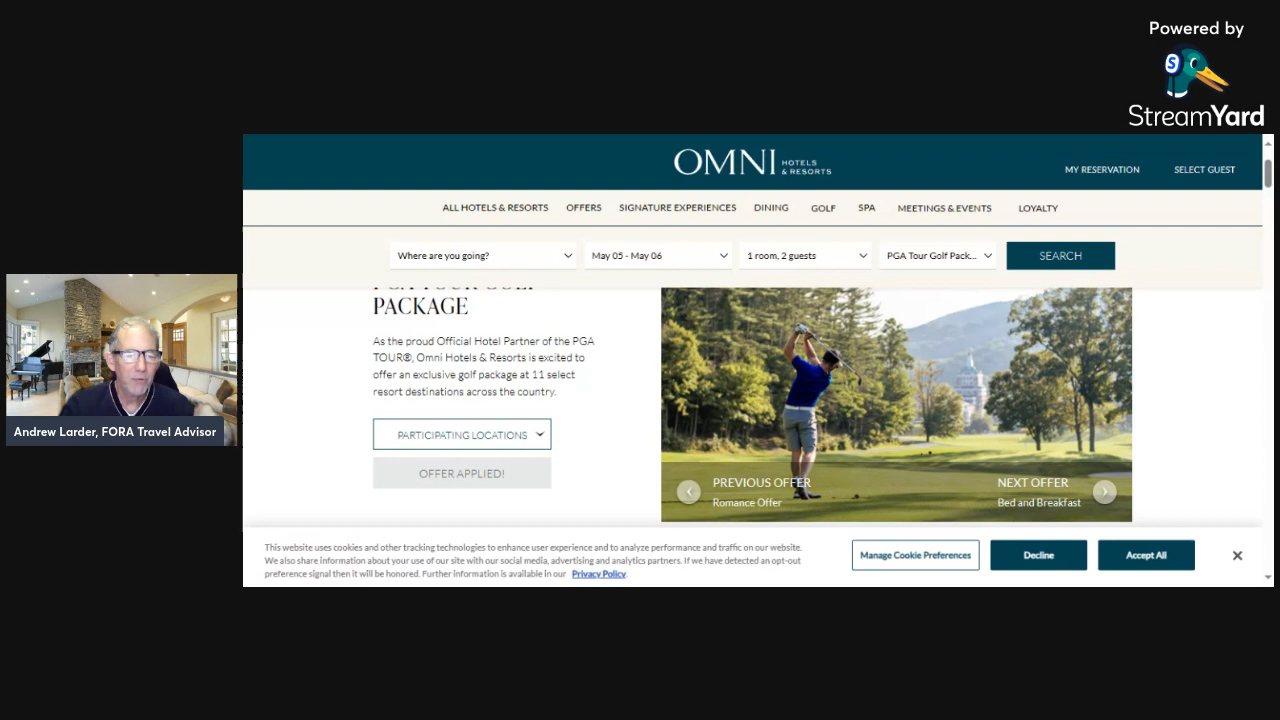 Powered by
StreamYard
OMNI HOTELS & RESORTS
MY RESERVATION
SELECT GUEST
ALL HOTELS & RESORTS
OFFERS
SIGNATURE EXPERIENCES
DINING
GOLF
SPA
MEETINGS & EVENTS
LOYALTY
Where are you going?
May 05 - May 06
1 room, 2 guests
PGA Tour Golf Pack...
SEARCH
PGA TOUR GOLF
PACKAGE
As the proud Official Hotel Partner of the PGA
TOUR®, Omni Hotels & Resorts is excited to
offer an exclusive golf package at 11 select
resort destinations across the country.
PARTICIPATING LOCATIONS
OFFER APPLIED!
PREVIOUS OFFER
Romance Offer
NEXT OFFER
Bed and Breakfast
Andrew Larder, FORA Travel Advisor
This website uses cookies and other tracking technologies to enhance user experience and to analyze performance and traffic on our website.
We also share information about your use of our site with our social media, advertising and analytics partners. If we have detected an opt-out
preference signal then it will be honored. Further information is available in our Privacy Policy
Manage Cookie Preferences
Decline
Accept All